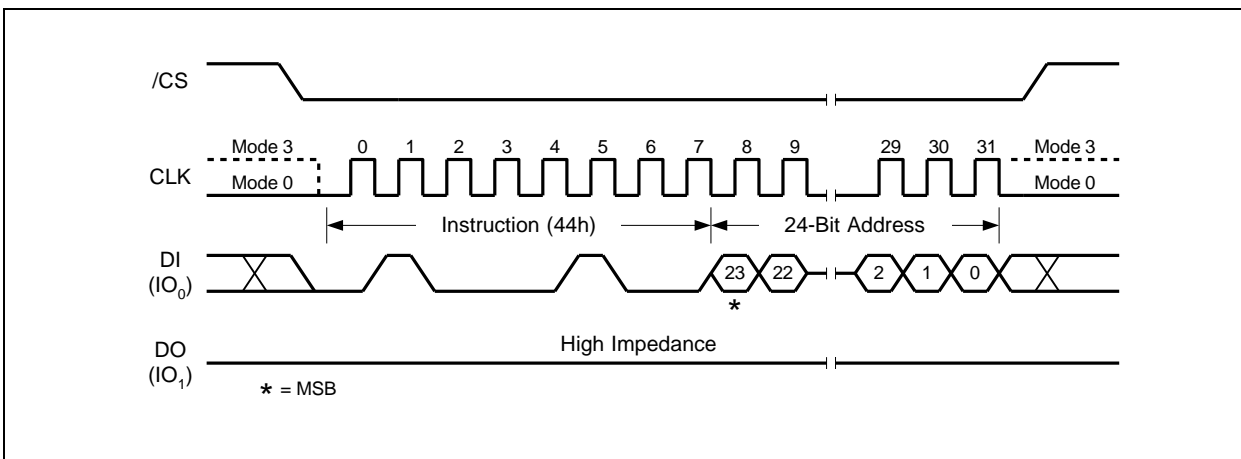 /CS
Mode 3 0 1 2 3 4 5 6 7 8 9 29 30 31 Mode 3
CLK
Mode 0 Mode 0
Instruction (44h) 24-Bit Address
DI
(IO0)
23 22 2 1 0
*
High Impedance
DO
(IO1)
* = MSB